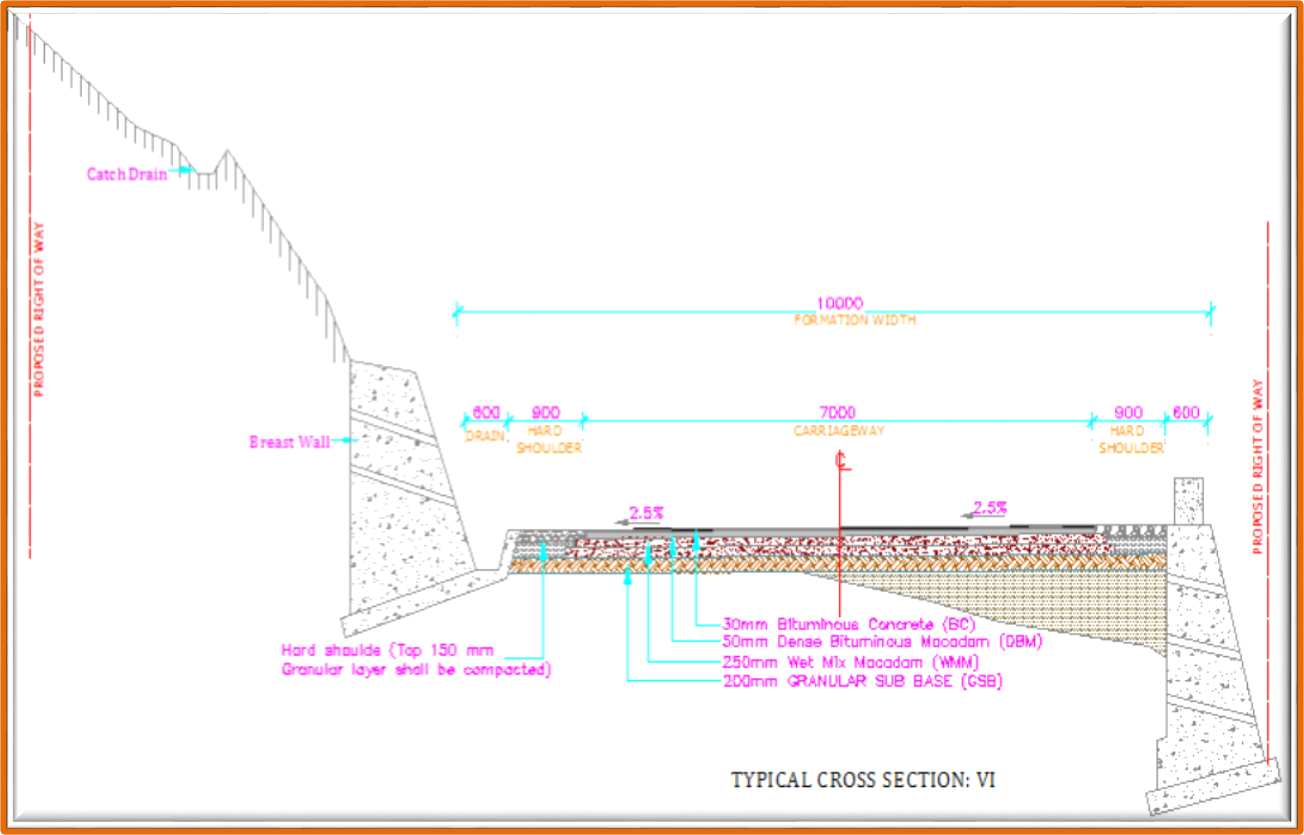 Catch Drain
PROPOSED RIGHT OF WAY
10000
FORMATION WIDTH
600 900 7000 900 600
DRAIN HARD SHOULDER CARRIAGEWAY HARD SHOULDER
Breast Wall
PROPOSED RIGHT OF WAY
CL
2.5% 2.5%
30mm Bituminous Concrete (BC)
50mm Dense Bituminous Macadam (DBM)
250mm Wet Mix Macadam (WMM)
200mm GRANULAR SUB BASE (GSB)
Hard shoulde (Top 150 mm
Granular layer shall be compacted)
TYPICAL CROSS SECTION: VI